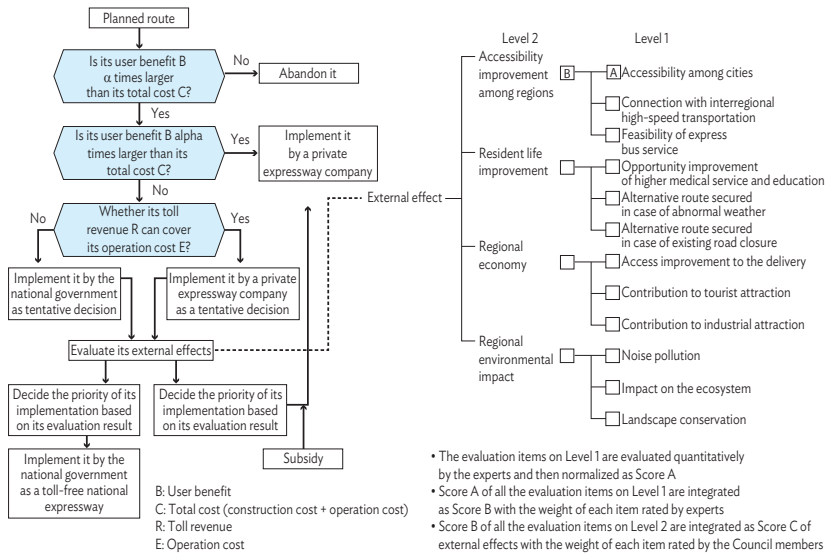 Planned route
Is its user benefit B
α times larger
than its total cost C?
No
Abandon it
Yes
Is its user benefit B alpha
times larger than its
total cost C?
Yes
Implement it
by a private
expressway company
No
Whether its toll
revenue R can cover
its operation cost E?
No
Yes
Implement it by the
national government
as tentative decision
Implement it by a private
expressway company
as a tentative decision
Evaluate its external effects
Decide the priority of its
implementation based
on its evaluation result
Decide the priority of its
implementation based
on its evaluation result
Implement it by the
national government
as a toll-free national
expressway
Subsidy
B: User benefit
C: Total cost (construction cost + operation cost)
R: Toll revenue
E: Operation cost
External effect
Level 2
Level 1
Accessibility
improvement
among regions
B
A
Accessibility among cities
Connection with interregional
high-speed transportation
Feasibility of express
bus service
Resident life
improvement
Opportunity improvement
of higher medical service and education
Alternative route secured
in case of abnormal weather
Alternative route secured
in case of existing road closure
Regional
economy
Access improvement to the delivery
Contribution to tourist attraction
Contribution to industrial attraction
Regional
environmental
impact
Noise pollution
Impact on the ecosystem
Landscape conservation
• The evaluation items on Level 1 are evaluated quantitatively
by the experts and then normalized as Score A
• Score A of all the evaluation items on Level 1 are integrated
as Score B with the weight of each item rated by experts
• Score B of all the evaluation items on Level 2 are integrated as Score C of
external effects with the weight of each item rated by the Council members